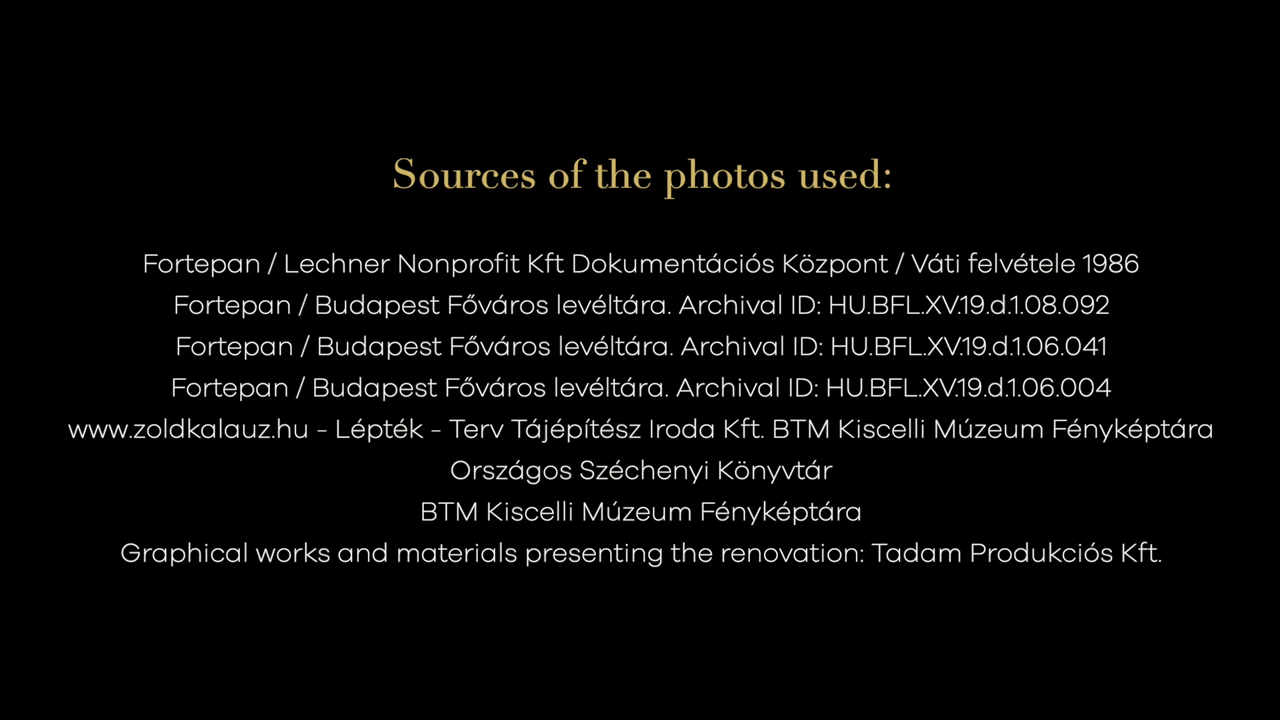 Sources of the photos used:
Fortepan / Lechner Nonprofit Kft Dokumentációs Központ / Váti felvétele 1986
Fortepan / Budapest Főváros levéltára. Archival ID: HU.BFL.XV.19.d.1.08.092
Fortepan / Budapest Főváros levéltára. Archival ID: HU.BFL.XV.19.d.1.06.041
Fortepan / Budapest Főváros levéltára. Archival ID: HU.BFL.XV.19.d.1.06.004
www.zoldkalauz.hu - Lépték - Terv Tájépítész Iroda Kft. BTM Kiscelli Múzeum Fényképtára
Országos Széchenyi Könyvtár
BTM Kiscelli Múzeum Fényképtára
Graphical works and materials presenting the renovation: Tadam Produkciós Kft.